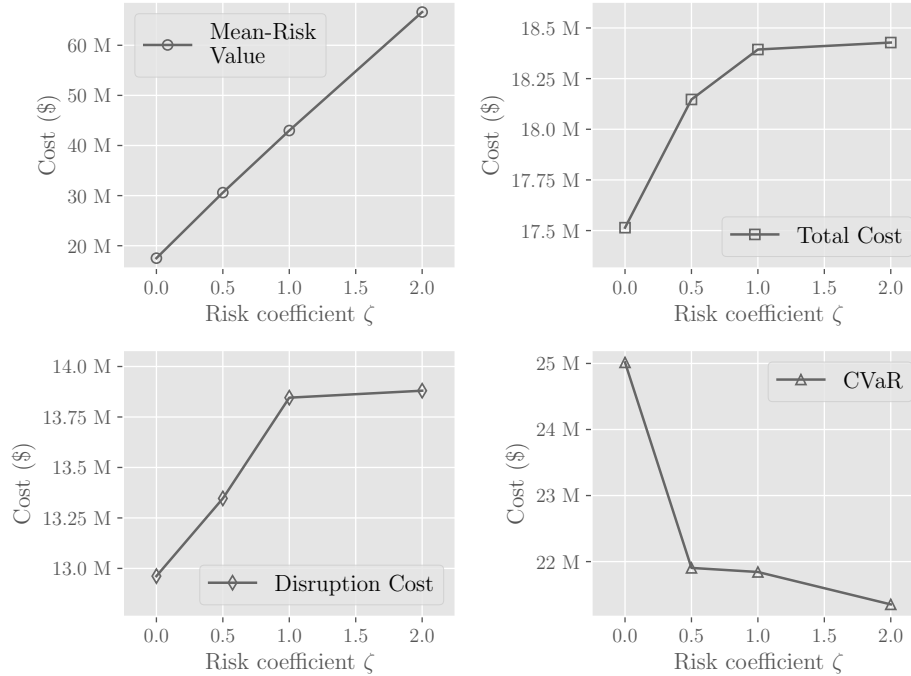 Mean-Risk
Value
60 M
50 M
40 M
30 M
20 M
Cost ($)
0.0 0.5 1.0 1.5 2.0
Risk coefficient ζ
18.5 M
18.25 M
18.0 M
17.75 M
17.5 M
Cost ($)
Total Cost
0.0 0.5 1.0 1.5 2.0
Risk coefficient ζ
14.0 M
13.75 M
13.5 M
13.25 M
13.0 M
Cost ($)
Disruption Cost
0.0 0.5 1.0 1.5 2.0
Risk coefficient ζ
CVaR
25 M
24 M
23 M
22 M
Cost ($)
0.0 0.5 1.0 1.5 2.0
Risk coefficient ζ